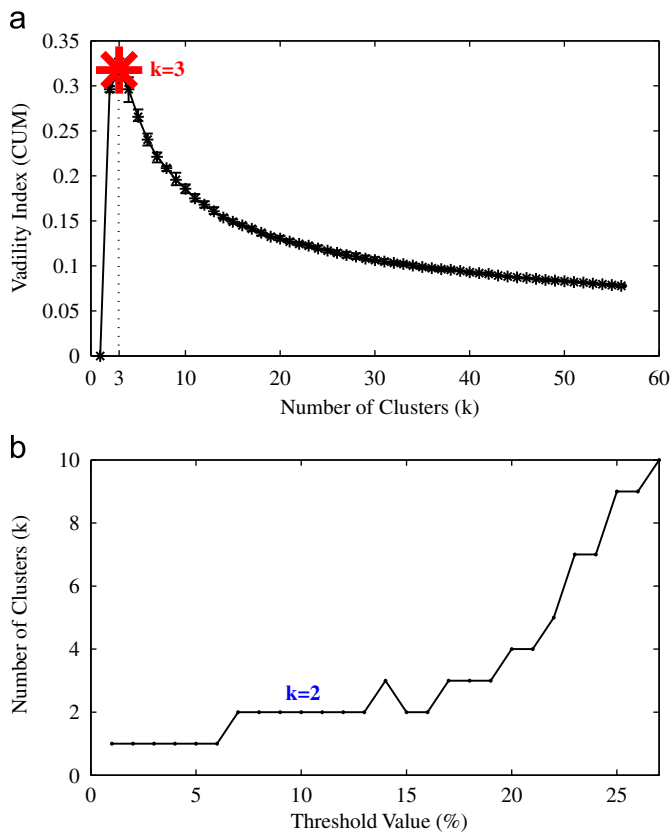 a
0.35
0.3
0.25
0.2
0.15
0.1
0.05
0
k=3
Vadility Index (CUM)
0 3 10 20 30 40 50 60
Number of Clusters (k)
b
10
8
6
4
2
0
k=2
Number of Clusters (k)
0 5 10 15 20 25
Threshold Value (%)